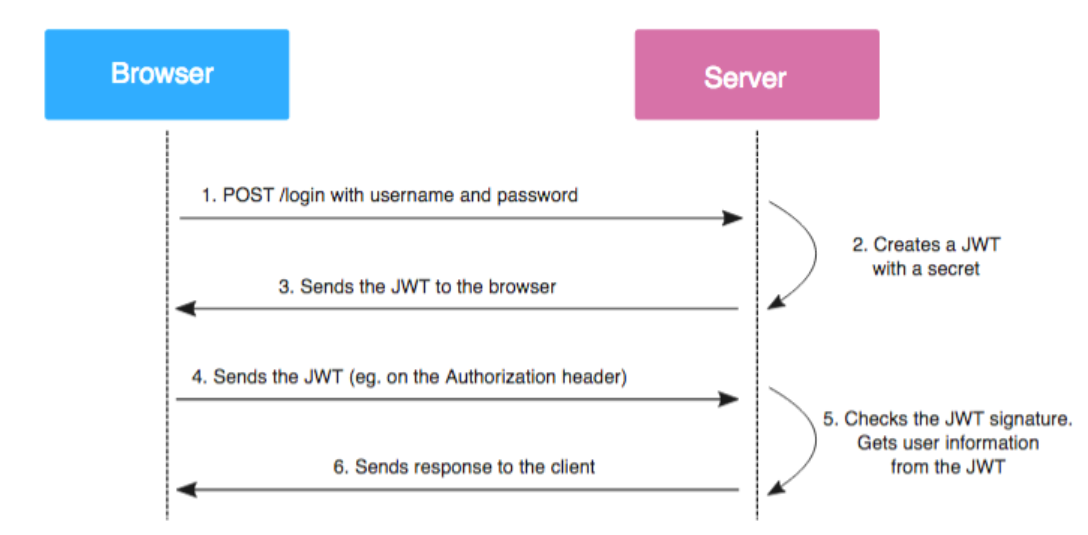 Browser
Server
1. POST /login with username and password
2. Creates a JWT
with a secret
3. Sends the JWT to the browser
4. Sends the JWT (eg. on the Authorization header)
5. Checks the JWT signature.
Gets user information
from the JWT
6. Sends response to the client